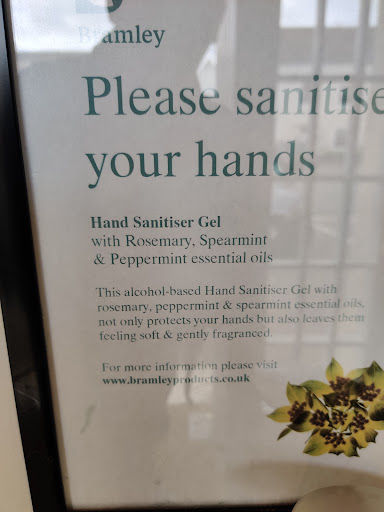 Bramley
Please sanitise
your hands
Hand Sanitiser Gel
with Rosemary, Spearmint
& Peppermint essential oils
This alcohol-based Hand Sanitiser Gel with
rosemary, peppermint & spearmint essential oils,
not only protects your hands but also leaves them
feeling soft & gently fragranced.
For more information please visit
www.bramleyproducts.co.uk